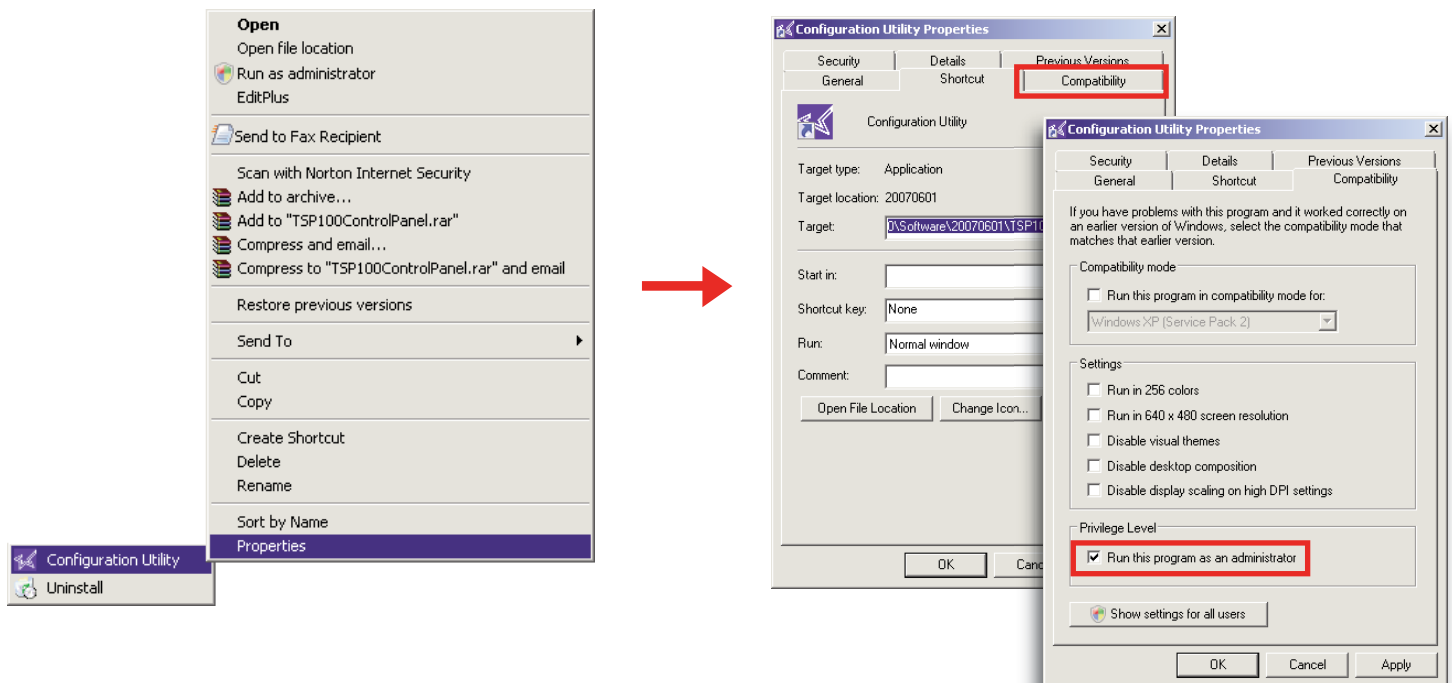 Open
Open file location
Run as administrator
EditPlus
Send to Fax Recipient
Scan with Norton Internet Security
Add to archive...
Add to "TSP100ControlPanel.rar"
Compress and email...
Compress to "TSP100ControlPanel.rar" and email
Restore previous versions
Send To
Cut
Copy
Create Shortcut
Delete
Rename
Sort by Name
Properties
Configuration Utility
Uninstall
Configuration Utility Properties
Security Details Previous Versions
General Shortcut Compatibility
Configuration Utility
Target type: Application
Target location: 20070601
Target: 0\Software\20070601\TSP10
Start in:
Shortcut key: None
Run: Normal window
Comment:
Open File Location Change Icon...
OK Canc
Configuration Utility Properties
Security Details Previous Versions
General Shortcut Compatibility
If you have problems with this program and it worked correctly on
an earlier version of Windows, select the compatibility mode that
matches that earlier version.
Compatibility mode
Run this program in compatibility mode for:
Windows XP (Service Pack 2)
Settings
Run in 256 colors
Run in 640 x 480 screen resolution
Disable visual themes
Disable desktop composition
Disable display scaling on high DPI settings
Privilege Level
Run this program as an administrator
Show settings for all users
OK Cancel Apply